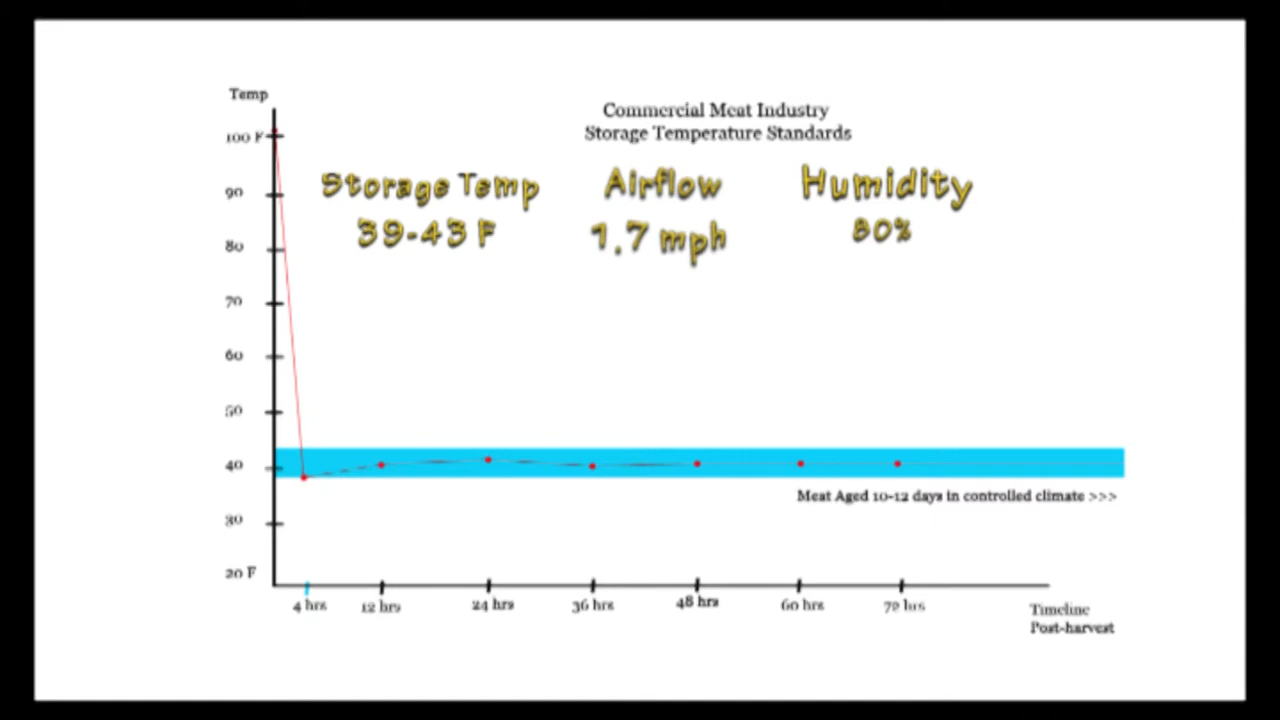 Temp
Commercial Meat Industry
Storage Temperature Standards
100 F
Storage Temp
Airflow
Humidity
90
39-43 F
1.7 mph
80%
80
70
60
50
40
Meat Aged 10-12 days in controlled climate >>>
30
20 F
4 hrs
12 hrs
24 hrs
36 hrs
48 hrs
60 hrs
72 hrs
Timeline
Post-harvest